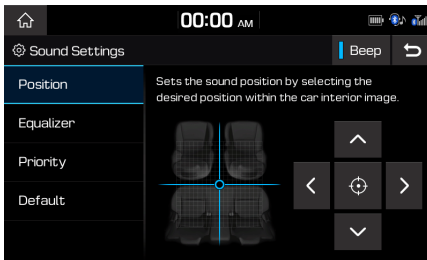 00:00 AM
Sound Settings
Beep
Position
Sets the sound position by selecting the
desired position within the car interior image.
Equalizer
Priority
Default